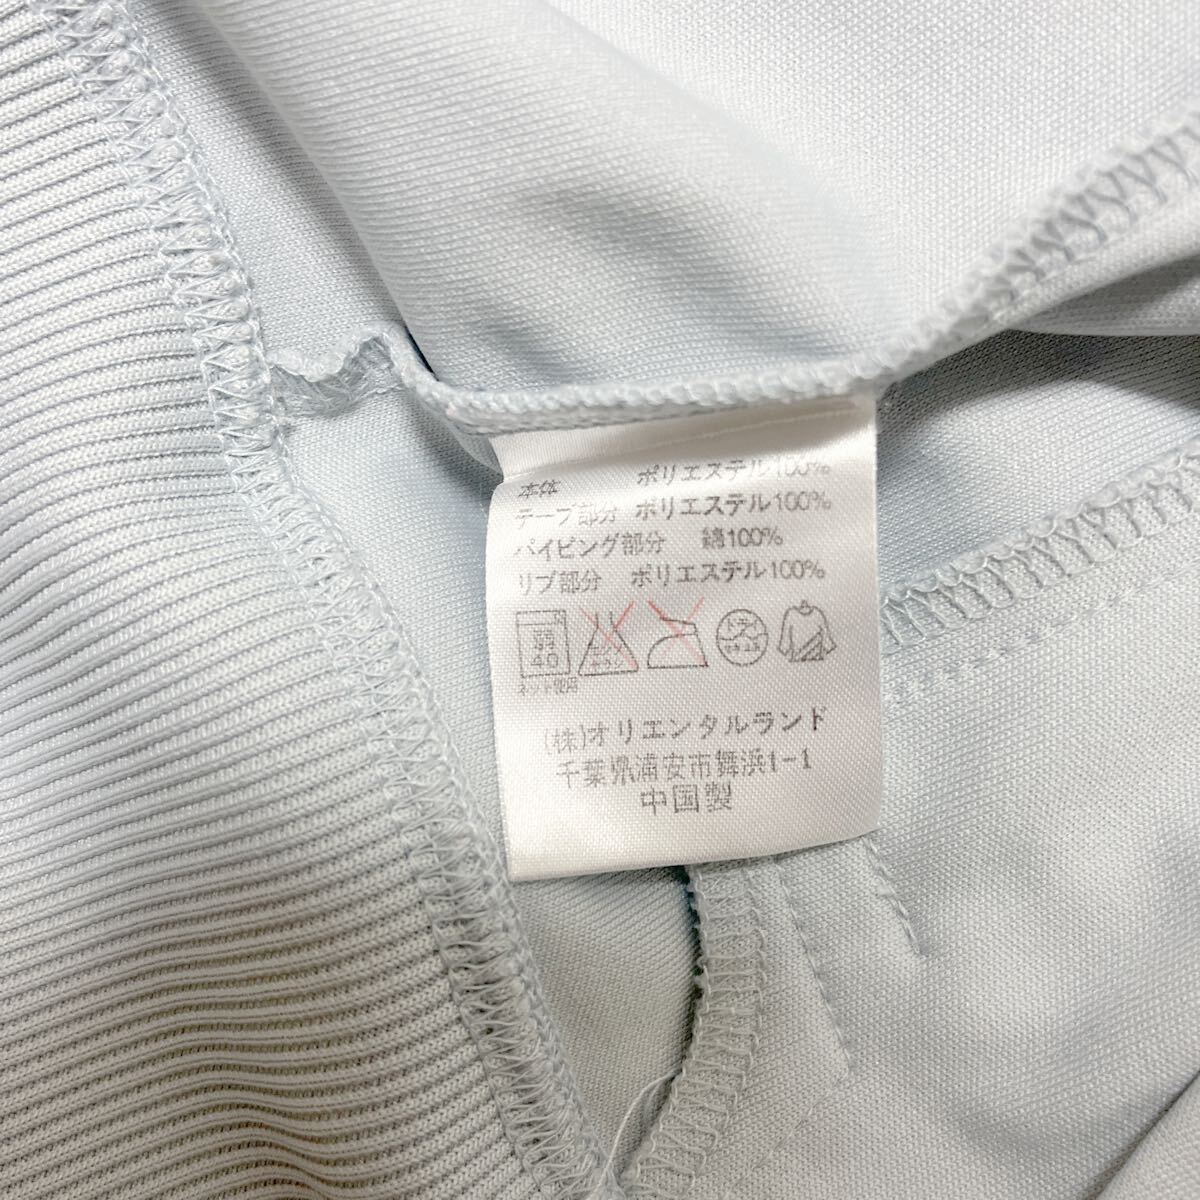 本体 ポリエステル100%
テープ部分 ポリエステル100%
パイピング部分 綿100%
リブ部分 ポリエステル100%
弱
40
ドライ
ネット使用
(株)オリエンタルランド
千葉県浦安市舞浜1-1
中国製